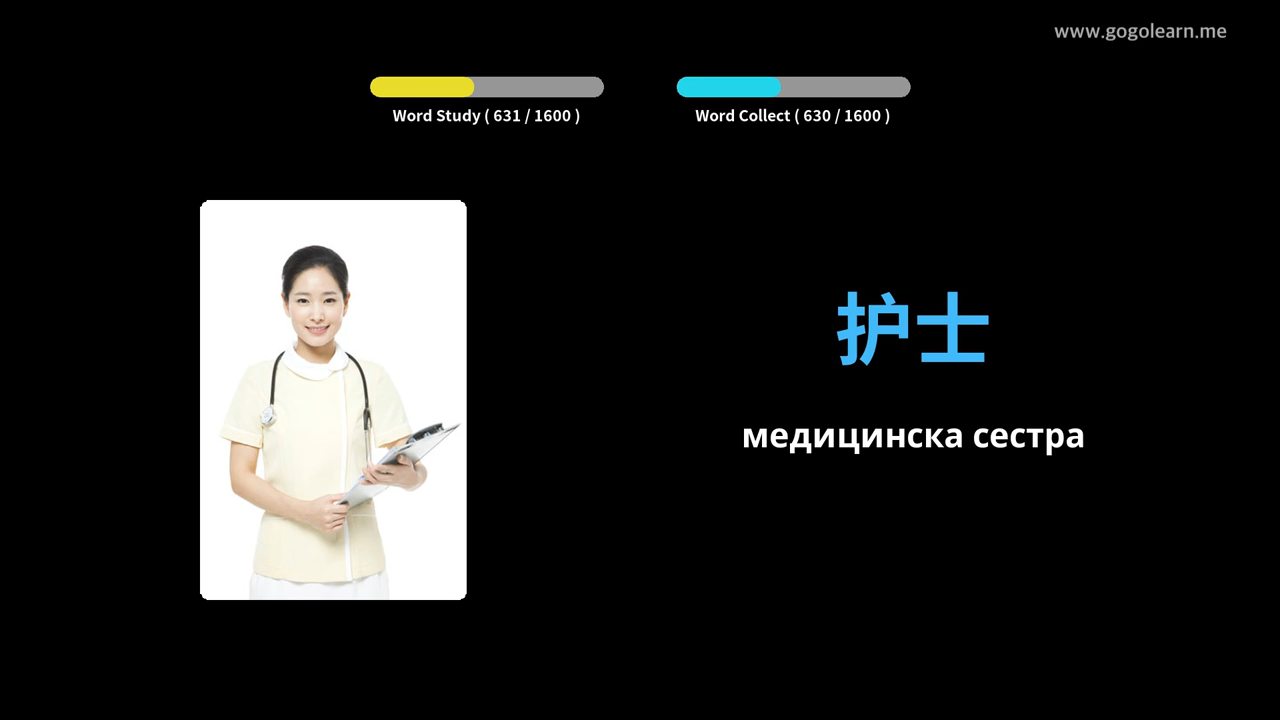 www.gogolearn.me
Word Study ( 631 / 1600 )
Word Collect ( 630 / 1600 )
护士
медицинска сестра